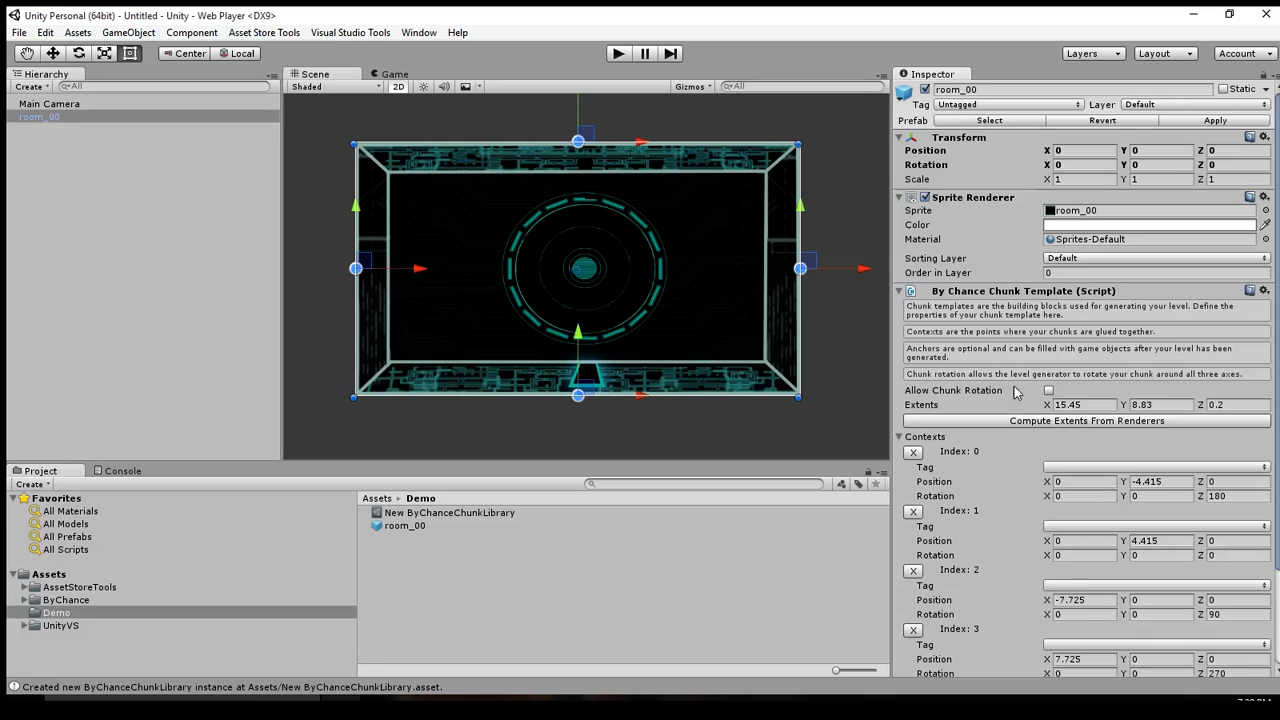 Unity Personal (64bit) - Untitled - Unity - Web Player <DX9>
File Edit Assets GameObject Component Asset Store Tools Visual Studio Tools Window Help
Center Local Layers Layout Account
Hierarchy
Create All
Main Camera
room_00
Scene Game
Shaded 2D Gizmos All
Inspector
room_00 Static
Tag Untagged Layer Default
Prefab Select Revert Apply
Transform
Position X 0 Y 0 Z 0
Rotation X 0 Y 0 Z 0
Scale X 1 Y 1 Z 1
Sprite Renderer
Sprite room_00
Color
Material Sprites-Default
Sorting Layer Default
Order in Layer 0
By Chance Chunk Template (Script)
Chunk templates are the building blocks used for generating your level. Define the
properties of your chunk template here.
Contexts are the points where your chunks are glued together.
Anchors are optional and can be filled with game objects after your level has been
generated.
Chunk rotation allows the level generator to rotate your chunk around all three axes.
Allow Chunk Rotation
Extents X 15.45 Y 8.83 Z 0.2
Compute Extents From Renderers
Contexts
X Index: 0
Tag
Position X 0 Y -4.415 Z 0
Rotation X 0 Y 0 Z 180
X Index: 1
Tag
Position X 0 Y 4.415 Z 0
Rotation X 0 Y 0 Z 0
X Index: 2
Tag
Position X -7.725 Y 0 Z 0
Rotation X 0 Y 0 Z 90
X Index: 3
Tag
Position X 7.725 Y 0 Z 0
Rotation X 0 Y 0 Z 270
Project Console
Create
Favorites
All Materials
All Models
All Prefabs
All Scripts
Assets
AssetStoreTools
ByChance
Demo
UnityVS
Assets Demo
New ByChanceChunkLibrary
room_00
Created new ByChanceChunkLibrary instance at Assets/New ByChanceChunkLibrary.asset.